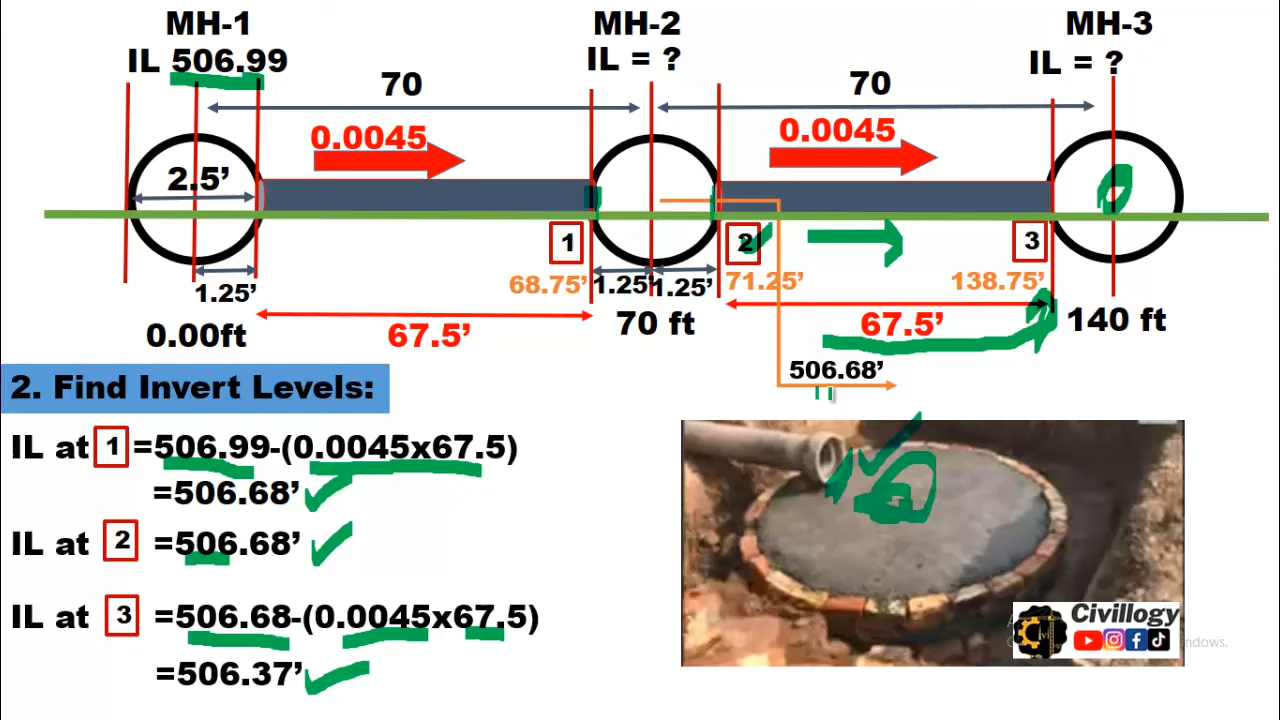 MH-1
MH-2
MH-3
IL 506.99
IL = ?
IL = ?
70
70
0.0045
0.0045
2.5’
1
2
3
68.75’
1.25’
1.25’
71.25’
138.75’
1.25’
0.00ft
67.5’
70 ft
67.5’
140 ft
506.68’
2. Find Invert Levels:
IL at 1 =506.99-(0.0045x67.5)
=506.68’
IL at 2 =506.68’
IL at 3 =506.68-(0.0045x67.5)
=506.37’
Civillogy